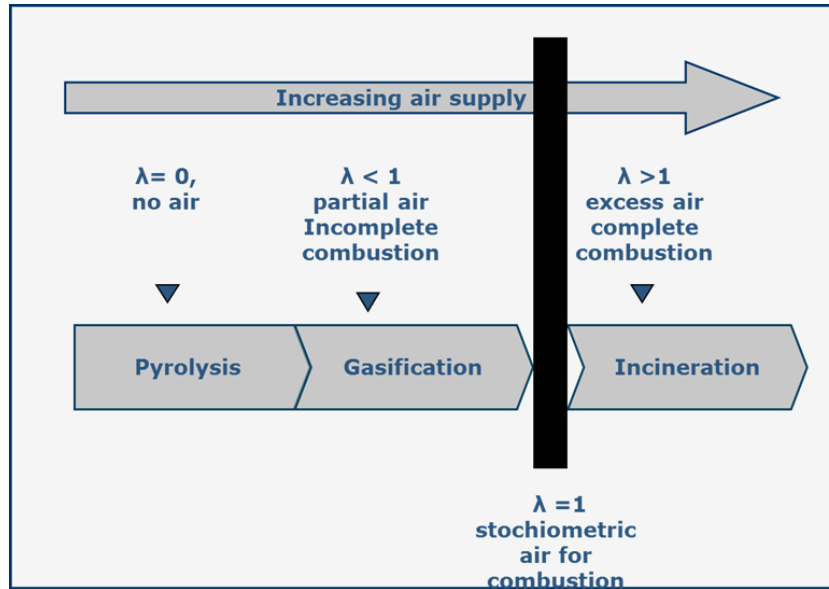 Increasing air supply
λ= 0,
no air
λ < 1
partial air
Incomplete
combustion
λ >1
excess air
complete
combustion
Pyrolysis
Gasification
Incineration
λ =1
stochiometric
air for
combustion